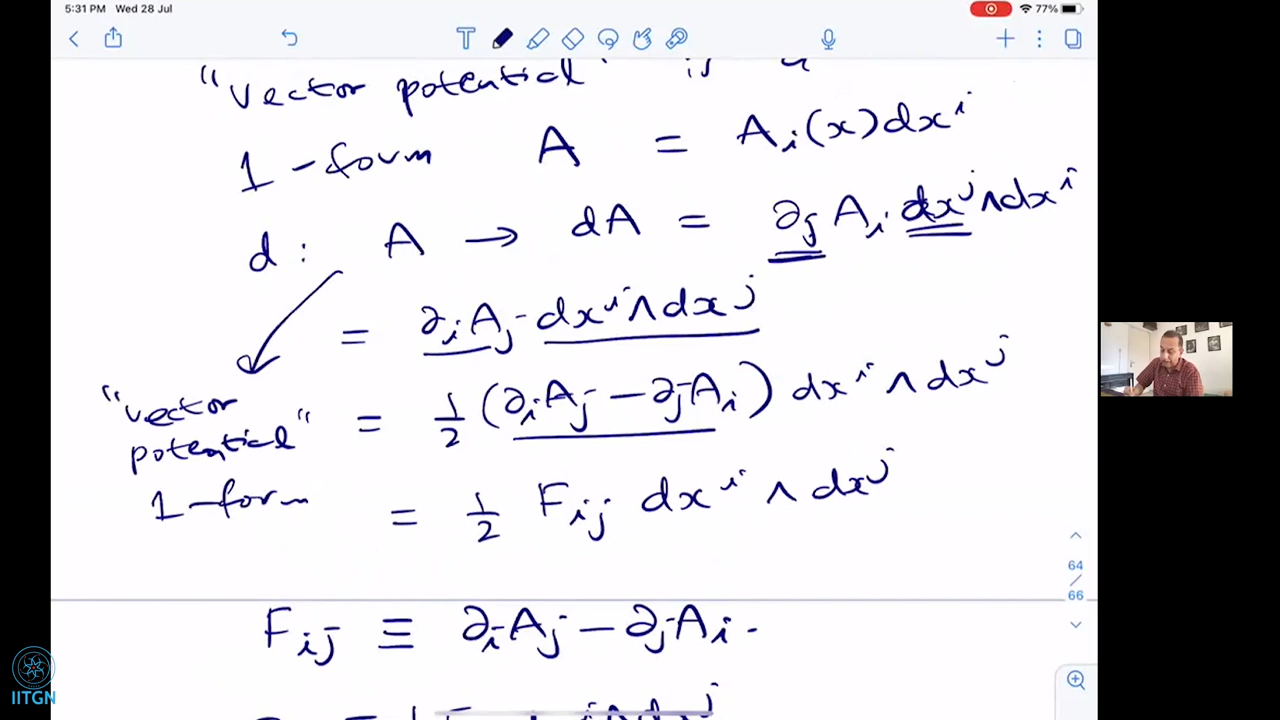 5:31 PM Wed 28 Jul 77%
"vector potential" is a
1-form A = A_i(x)dx^i
d : A → dA = ∂_j A_i dx^j ∧ dx^i
= ∂_i A_j dx^i ∧ dx^j
"vector potential" 1-form
= 1/2 (∂_i A_j − ∂_j A_i) dx^i ∧ dx^j
= 1/2 F_ij dx^i ∧ dx^j
64 / 66
F_ij ≡ ∂_i A_j − ∂_j A_i .
IITGN